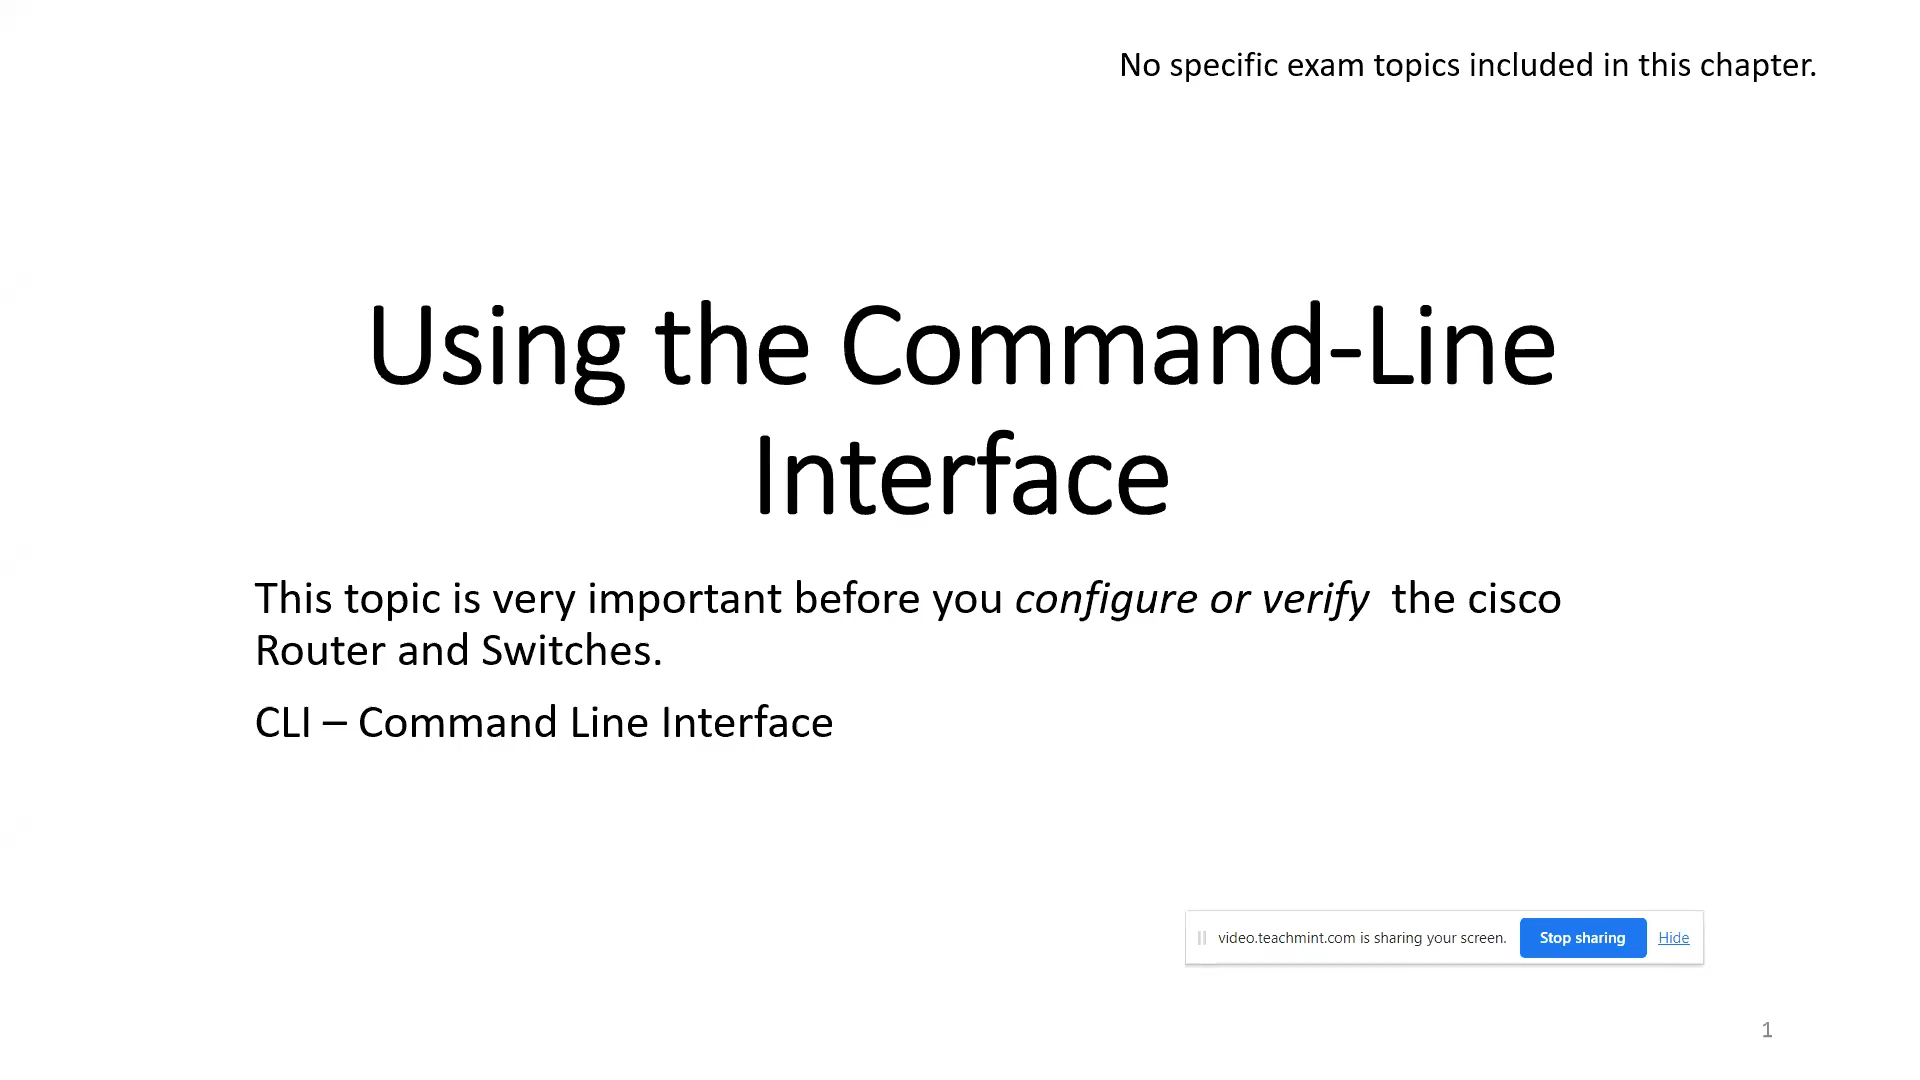 No specific exam topics included in this chapter.
Using the Command-Line
Interface
This topic is very important before you configure or verify the cisco
Router and Switches.
CLI – Command Line Interface
video.teachmint.com is sharing your screen. Stop sharing Hide
1